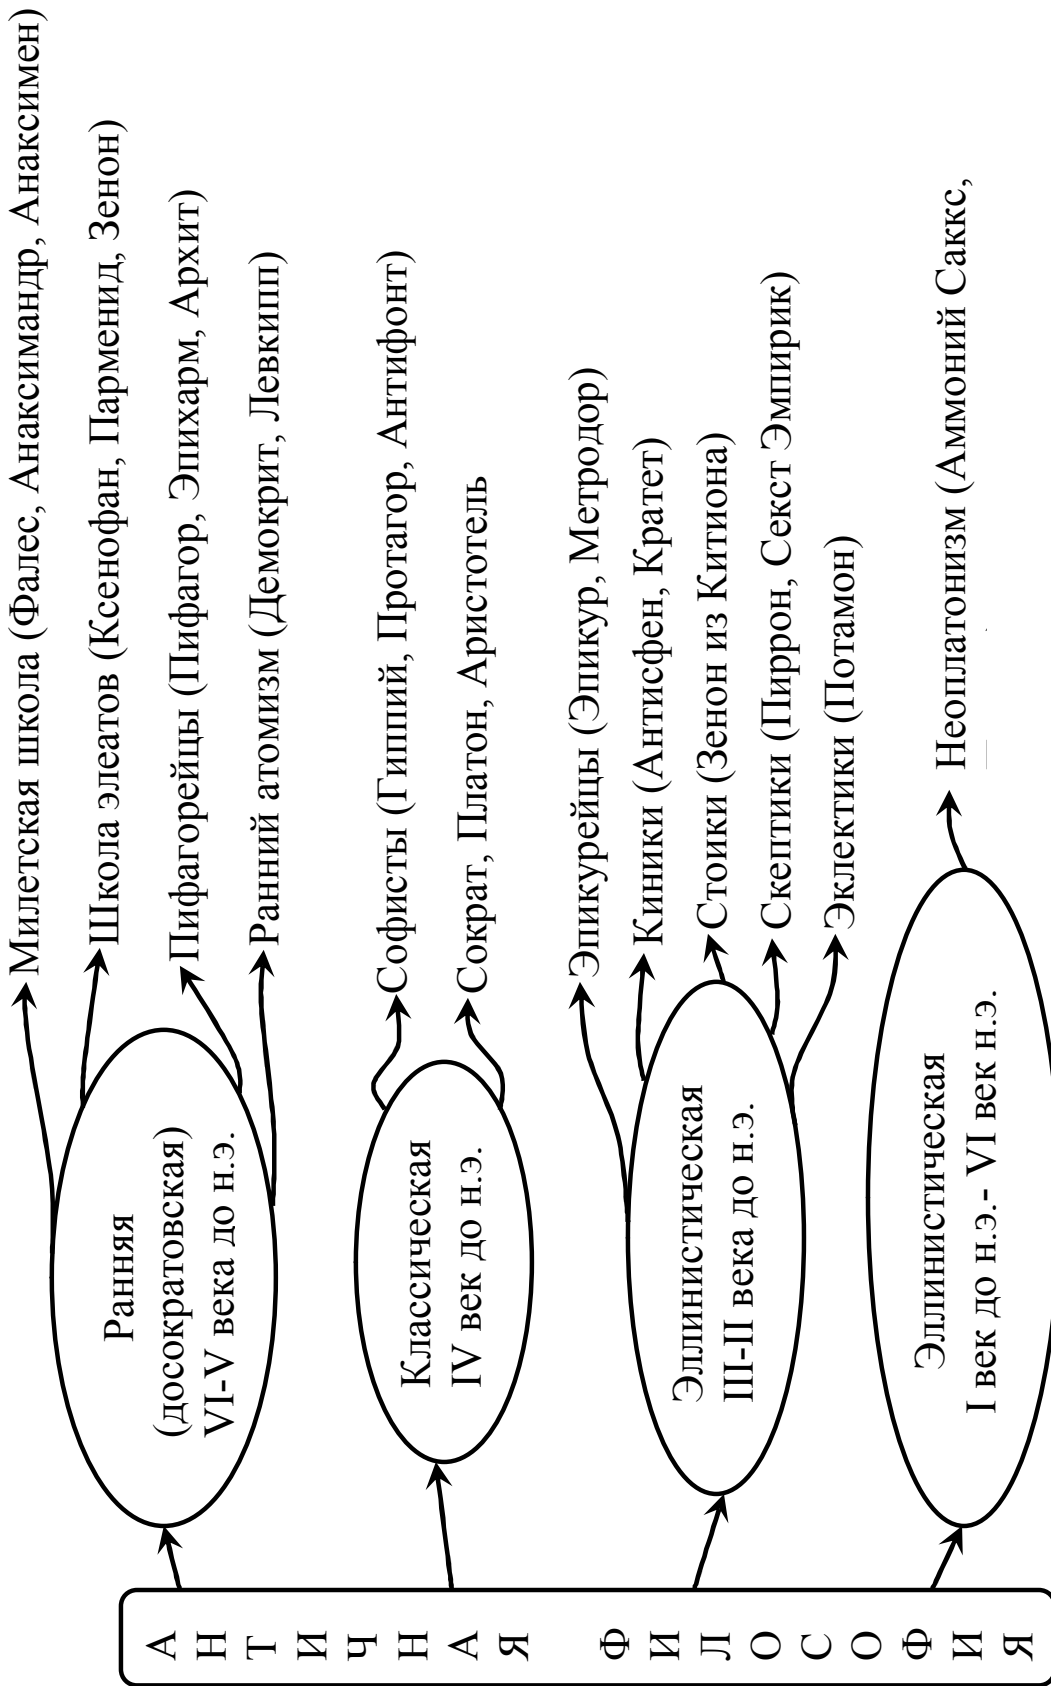 АНТИЧНАЯ ФИЛОСОФИЯ
Ранняя
(досократовская)
VI-V века до н.э.
Милетская школа (Фалес, Анаксимандр, Анаксимен)
Школа элеатов (Ксенофан, Парменид, Зенон)
Пифагорейцы (Пифагор, Эпихарм, Архит)
Ранний атомизм (Демокрит, Левкипп)
Классическая
IV век до н.э.
Софисты (Гиппий, Протагор, Антифонт)
Сократ, Платон, Аристотель
Эллинистическая
III-II века до н.э.
Эпикурейцы (Эпикур, Метродор)
Киники (Антисфен, Кратет)
Стоики (Зенон из Китиона)
Скептики (Пиррон, Секст Эмпирик)
Эклектики (Потамон)
Эллинистическая
I век до н.э.- VI век н.э.
Неоплатонизм (Аммоний Саккс,